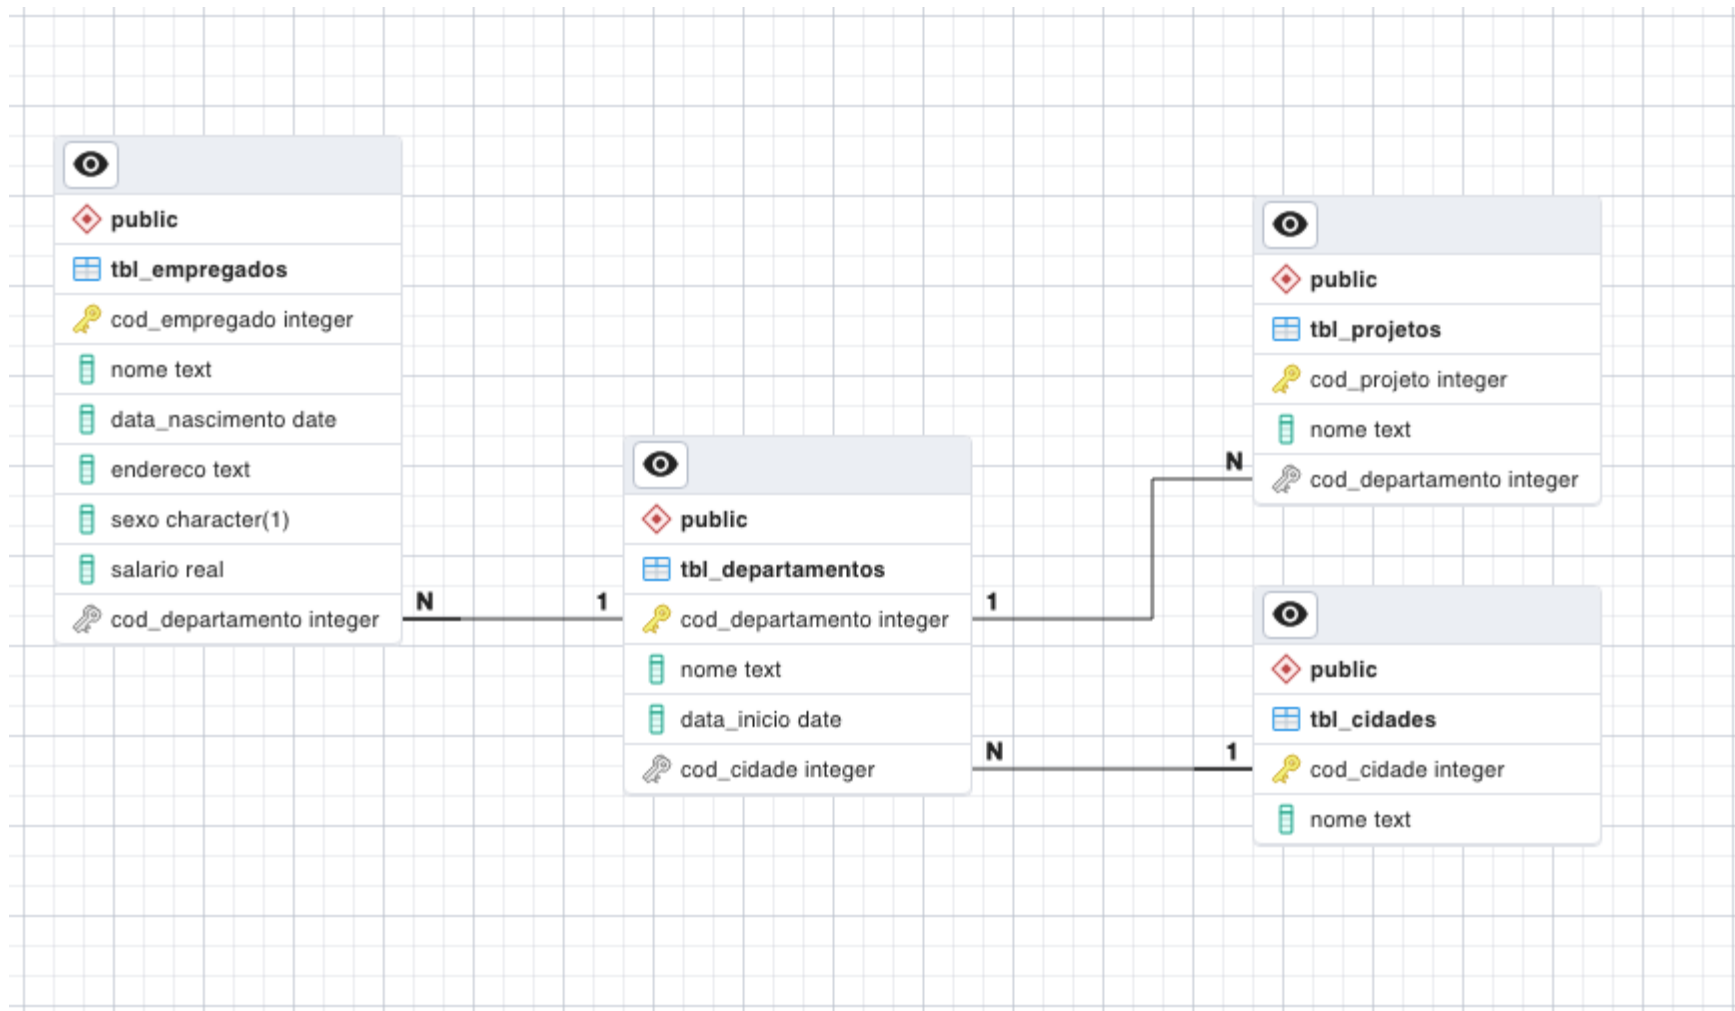 public
tbl_empregados
cod_empregado integer
nome text
data_nascimento date
endereco text
sexo character(1)
salario real
cod_departamento integer
N
1
public
tbl_departamentos
cod_departamento integer
nome text
data_inicio date
cod_cidade integer
1
N
N
1
public
tbl_projetos
cod_projeto integer
nome text
cod_departamento integer
public
tbl_cidades
cod_cidade integer
nome text